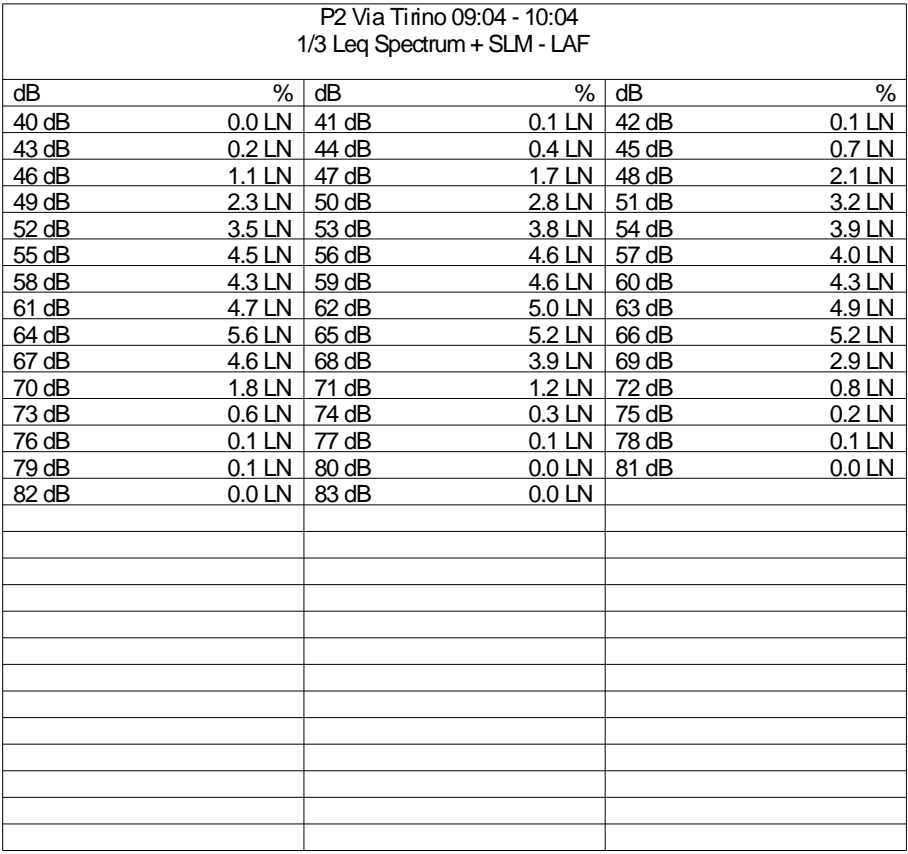 P2 Via Tirino 09:04 - 10:04
1/3 Leq Spectrum + SLM - LAF
dB % dB % dB %
40 dB 0.0 LN 41 dB 0.1 LN 42 dB 0.1 LN
43 dB 0.2 LN 44 dB 0.4 LN 45 dB 0.7 LN
46 dB 1.1 LN 47 dB 1.7 LN 48 dB 2.1 LN
49 dB 2.3 LN 50 dB 2.8 LN 51 dB 3.2 LN
52 dB 3.5 LN 53 dB 3.8 LN 54 dB 3.9 LN
55 dB 4.5 LN 56 dB 4.6 LN 57 dB 4.0 LN
58 dB 4.3 LN 59 dB 4.6 LN 60 dB 4.3 LN
61 dB 4.7 LN 62 dB 5.0 LN 63 dB 4.9 LN
64 dB 5.6 LN 65 dB 5.2 LN 66 dB 5.2 LN
67 dB 4.6 LN 68 dB 3.9 LN 69 dB 2.9 LN
70 dB 1.8 LN 71 dB 1.2 LN 72 dB 0.8 LN
73 dB 0.6 LN 74 dB 0.3 LN 75 dB 0.2 LN
76 dB 0.1 LN 77 dB 0.1 LN 78 dB 0.1 LN
79 dB 0.1 LN 80 dB 0.0 LN 81 dB 0.0 LN
82 dB 0.0 LN 83 dB 0.0 LN